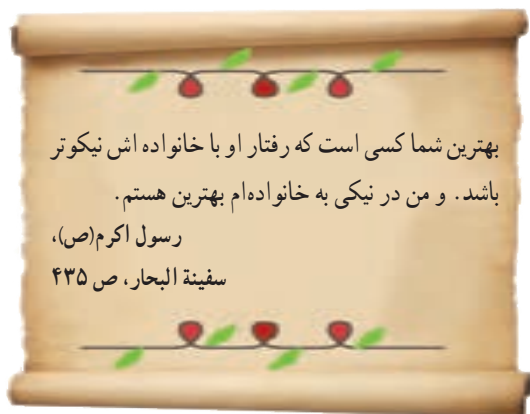 بهترین شما کسی است که رفتار او با خانواده اش نیکوتر
باشد. و من در نیکی به خانواده‌ام بهترین هستم.
رسول اکرم(ص)،
سفینة البحار، ص ۴۳۵